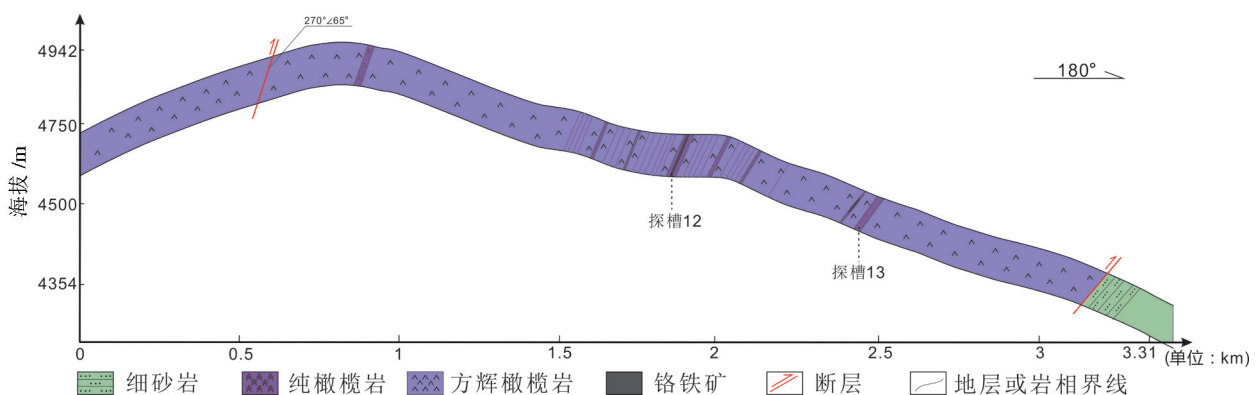 270°∠65°
4942
4750
4500
4354
海拔/m
180°
探槽12
探槽13
0
0.5
1
1.5
2
2.5
3
3.31
(单位：km)
细砂岩
纯橄榄岩
方辉橄榄岩
铬铁矿
断层
地层或岩相界线